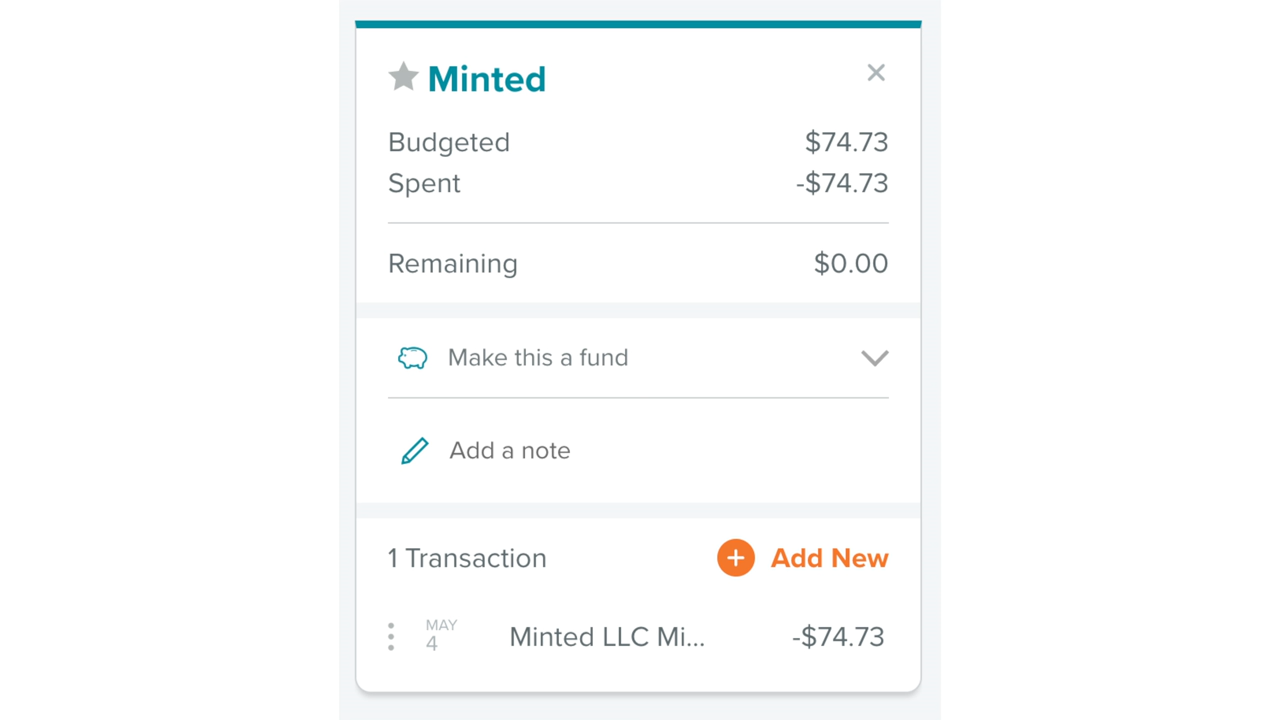 Minted
Budgeted $74.73
Spent -$74.73
Remaining $0.00
Make this a fund
Add a note
1 Transaction Add New
MAY
4 Minted LLC Mi... -$74.73